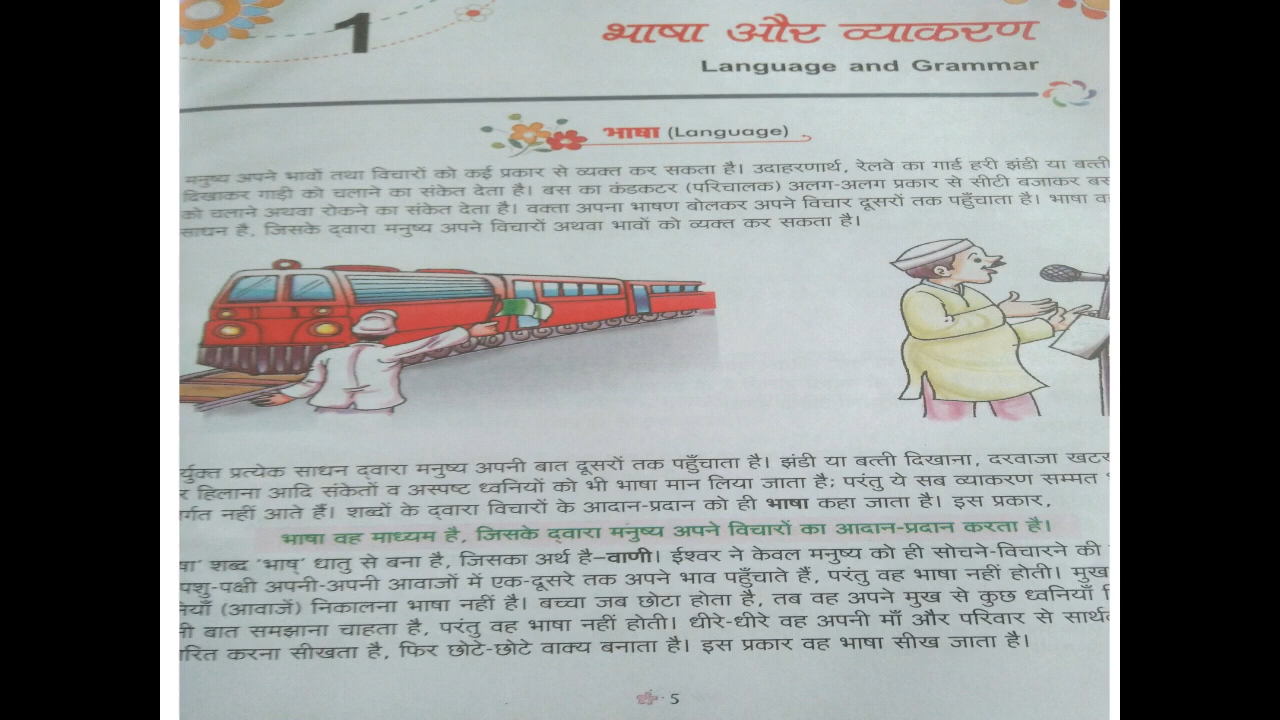 1
भाषा और व्याकरण
Language and Grammar
भाषा (Language)
मनुष्य अपने भावों तथा विचारों को कई प्रकार से व्यक्त कर सकता है। उदाहरणार्थ, रेलवे का गार्ड हरी झंडी या बत्ती
दिखाकर गाड़ी को चलाने का संकेत देता है। बस का कंडक्टर (परिचालक) अलग-अलग प्रकार से सीटी बजाकर बस
को चलाने अथवा रोकने का संकेत देता है। वक्ता अपना भाषण बोलकर अपने विचार दूसरों तक पहुँचाता है। भाषा
साधन है, जिसके द्वारा मनुष्य अपने विचारों अथवा भावों को व्यक्त कर सकता है।
प्रत्येक साधन द्वारा मनुष्य अपनी बात दूसरों तक पहुँचाता है। झंडी या बत्ती दिखाना, दरवाजा
हिलाना आदि संकेतों व अस्पष्ट ध्वनियों को भी भाषा मान लिया जाता है; परंतु ये सब व्याकरण सम्मत
नहीं आते हैं। शब्दों के द्वारा विचारों के आदान-प्रदान को ही भाषा कहा जाता है। इस प्रकार,
भाषा वह माध्यम है, जिसके द्वारा मनुष्य अपने विचारों का आदान-प्रदान करता है।
शब्द 'भाष्' धातु से बना है, जिसका अर्थ है–वाणी। ईश्वर ने केवल मनुष्य को ही सोचने-विचारने की
पशु-पक्षी अपनी-अपनी आवाजों में एक-दूसरे तक अपने भाव पहुँचाते हैं, परंतु वह भाषा नहीं होती। मुख
(आवाजें) निकालना भाषा नहीं है। बच्चा जब छोटा होता है, तब वह अपने मुख से कुछ ध्वनियाँ
बात समझाना चाहता है, परंतु वह भाषा नहीं होती। धीरे-धीरे वह अपनी माँ और परिवार से
करना सीखता है, फिर छोटे-छोटे वाक्य बनाता है। इस प्रकार वह भाषा सीख जाता है।
5